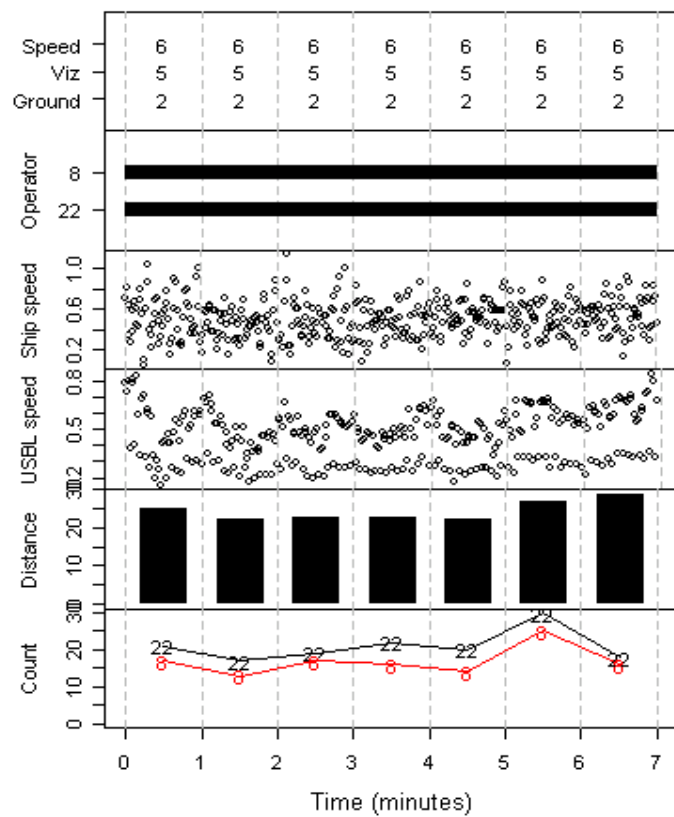 Speed 6 6 6 6 6 6 6
Viz 5 5 5 5 5 5 5
Ground 2 2 2 2 2 2 2
Operator
8
22
Ship speed
1.0
0.6
0.2
USBL speed
0.8
0.5
0.2
Distance
30
20
10
0
Count
30
20
10
0
22 22 22 22 22 22 22
8 8 8 8 8 8 8
0 1 2 3 4 5 6 7
Time (minutes)